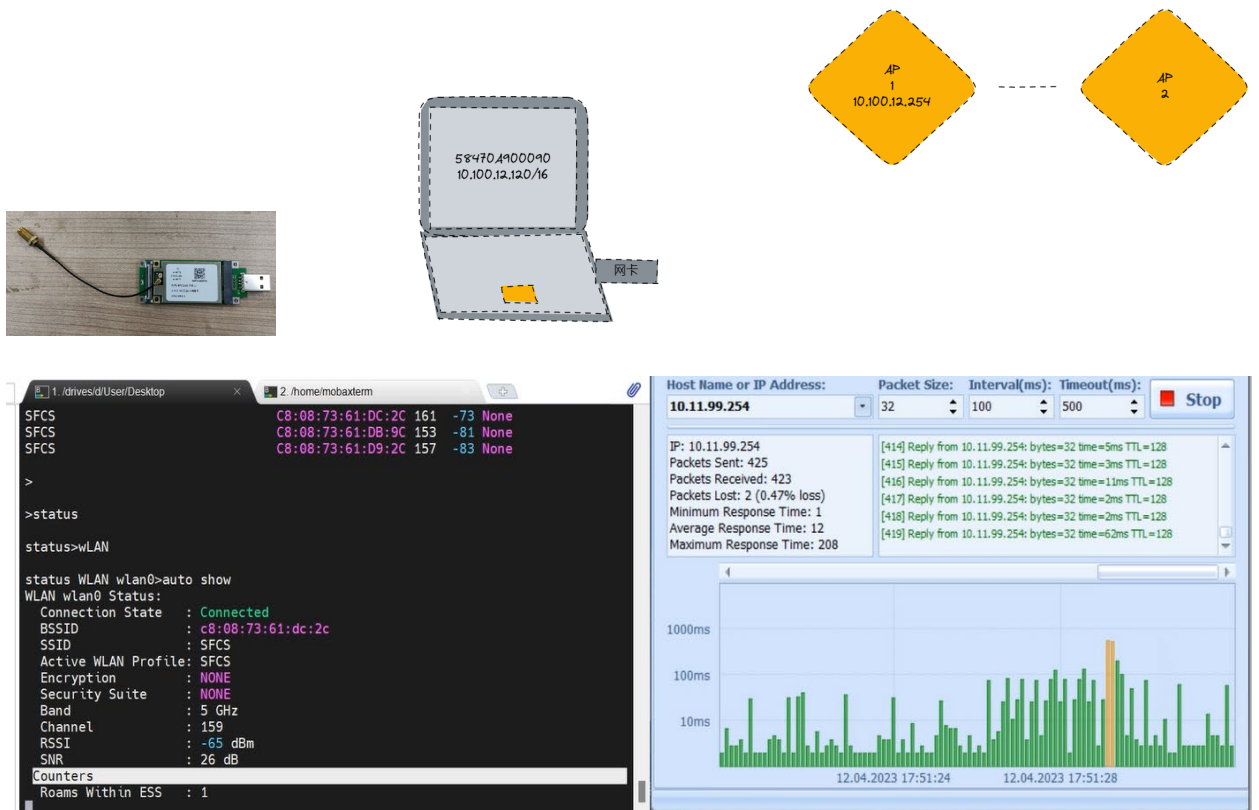 AP
1
10.100.12.254
AP
2
58470A900090
10.100.12.120/16
网卡
1. /drives/d/User/Desktop
2. /home/mobaxterm
SFCS C8:08:73:61:DC:2C 161 -73 None
SFCS C8:08:73:61:DB:9C 153 -81 None
SFCS C8:08:73:61:D9:2C 157 -83 None
>
>status
status>wLAN
status WLAN wlan0>auto show
WLAN wlan0 Status:
Connection State : Connected
BSSID : c8:08:73:61:dc:2c
SSID : SFCS
Active WLAN Profile: SFCS
Encryption : NONE
Security Suite : NONE
Band : 5 GHz
Channel : 159
RSSI : -65 dBm
SNR : 26 dB
Counters
Roams Within ESS : 1
Host Name or IP Address: Packet Size: Interval(ms): Timeout(ms):
10.11.99.254 32 100 500 Stop
IP: 10.11.99.254
Packets Sent: 425
Packets Received: 423
Packets Lost: 2 (0.47% loss)
Minimum Response Time: 1
Average Response Time: 12
Maximum Response Time: 208
[414] Reply from 10.11.99.254: bytes=32 time=5ms TTL=128
[415] Reply from 10.11.99.254: bytes=32 time=3ms TTL=128
[416] Reply from 10.11.99.254: bytes=32 time=11ms TTL=128
[417] Reply from 10.11.99.254: bytes=32 time=2ms TTL=128
[418] Reply from 10.11.99.254: bytes=32 time=2ms TTL=128
[419] Reply from 10.11.99.254: bytes=32 time=62ms TTL=128
1000ms
100ms
10ms
12.04.2023 17:51:24 12.04.2023 17:51:28